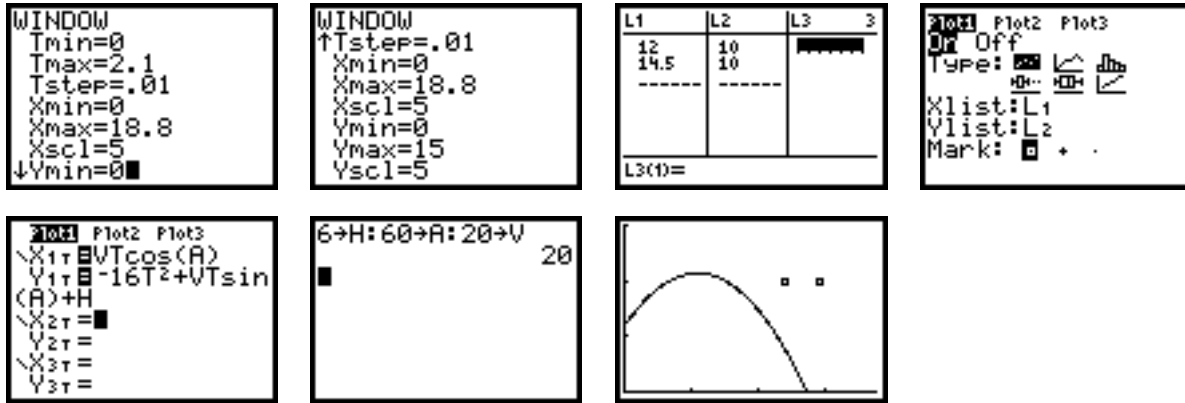 WINDOW
Tmin=0
Tmax=2.1
Tstep=.01
Xmin=0
Xmax=18.8
Xscl=5
↓Ymin=0
WINDOW
↑Tstep=.01
Xmin=0
Xmax=18.8
Xscl=5
Ymin=0
Ymax=15
Yscl=5
L1 L2 L3 3
12 10
14.5 10
------ ------
L3(1)=
Plot1 Plot2 Plot3
On Off
Type:
Xlist:L1
Ylist:L2
Mark: ▫ + ·
Plot1 Plot2 Plot3
\X1T=VTcos(A)
Y1T=-16T²+VTsin
(A)+H
\X2T=
Y2T=
\X3T=
Y3T=
6→H:60→A:20→V
20